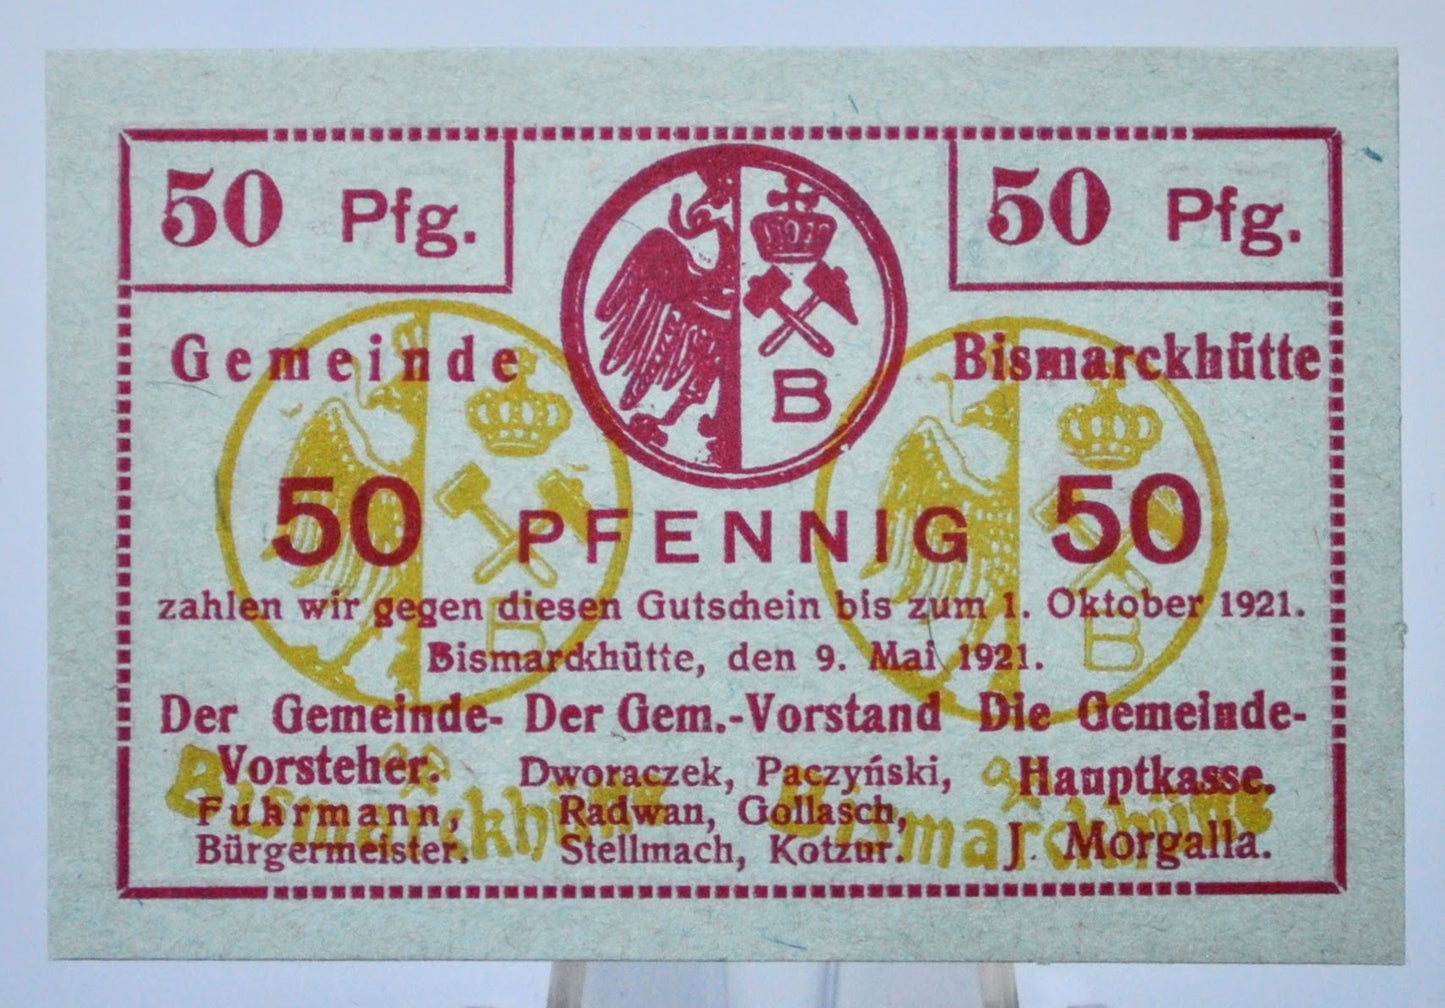 50 Pfg. 50 Pfg.
B
Gemeinde Bismarckhütte
B B
50 PFENNIG 50
zahlen wir gegen diesen Gutschein bis zum 1. Oktober 1921.
Bismarckhütte, den 9. Mai 1921.
Der Gemeinde- Der Gem.-Vorstand Die Gemeinde-
Vorsteher. Dworaczek, Paczyński, Hauptkasse.
Fuhrmann, Radwan, Gollasch,
Bürgermeister. Stellmach, Kotzur. J. Morgalla.
Bismarckhütte Bismarckhütte